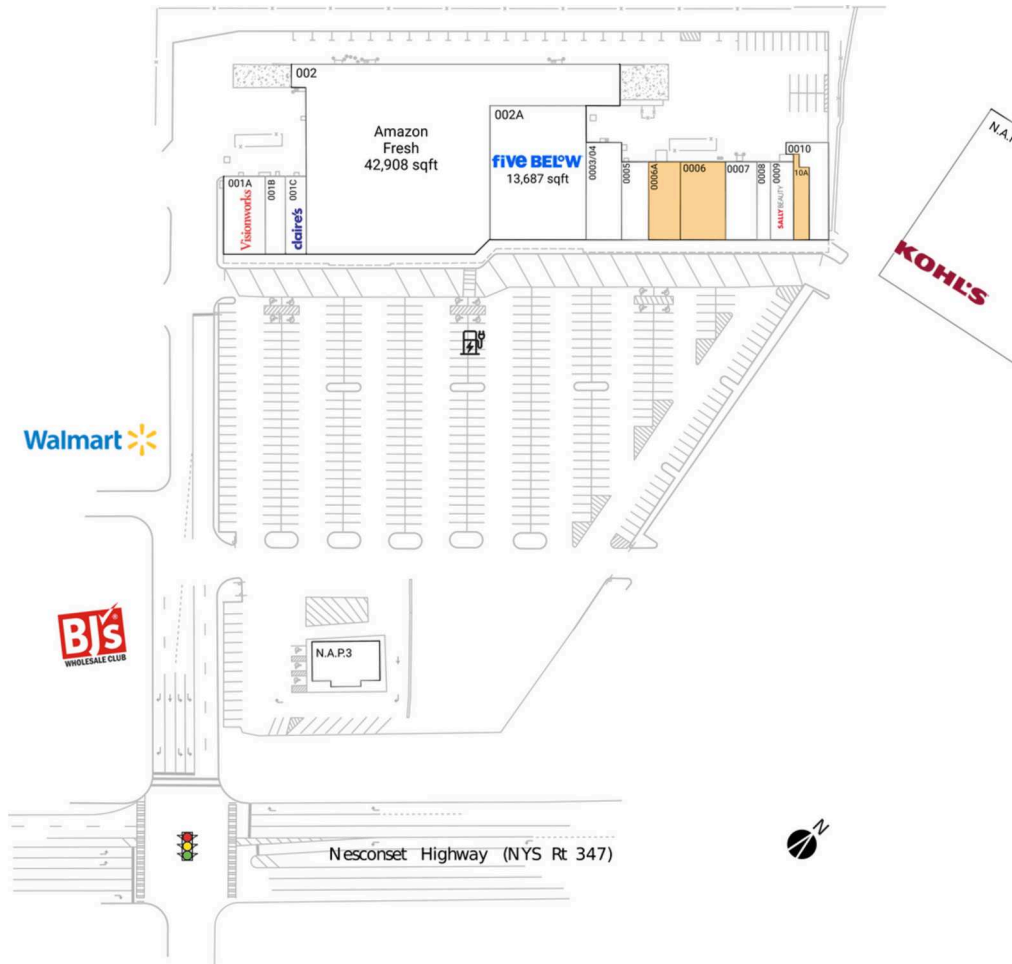 002
Amazon
Fresh
42,908 sqft
002A
five BELOW
13,687 sqft
0003/04
0005
0006A
0006
0007
0008
0009
SALLY BEAUTY
0010
10A
001A
Visionworks
001B
001C
claire's
KOHL'S
Walmart
BJ's
WHOLESALE CLUB
N.A.P.3
Nesconset Highway (NYS Rt 347)
N